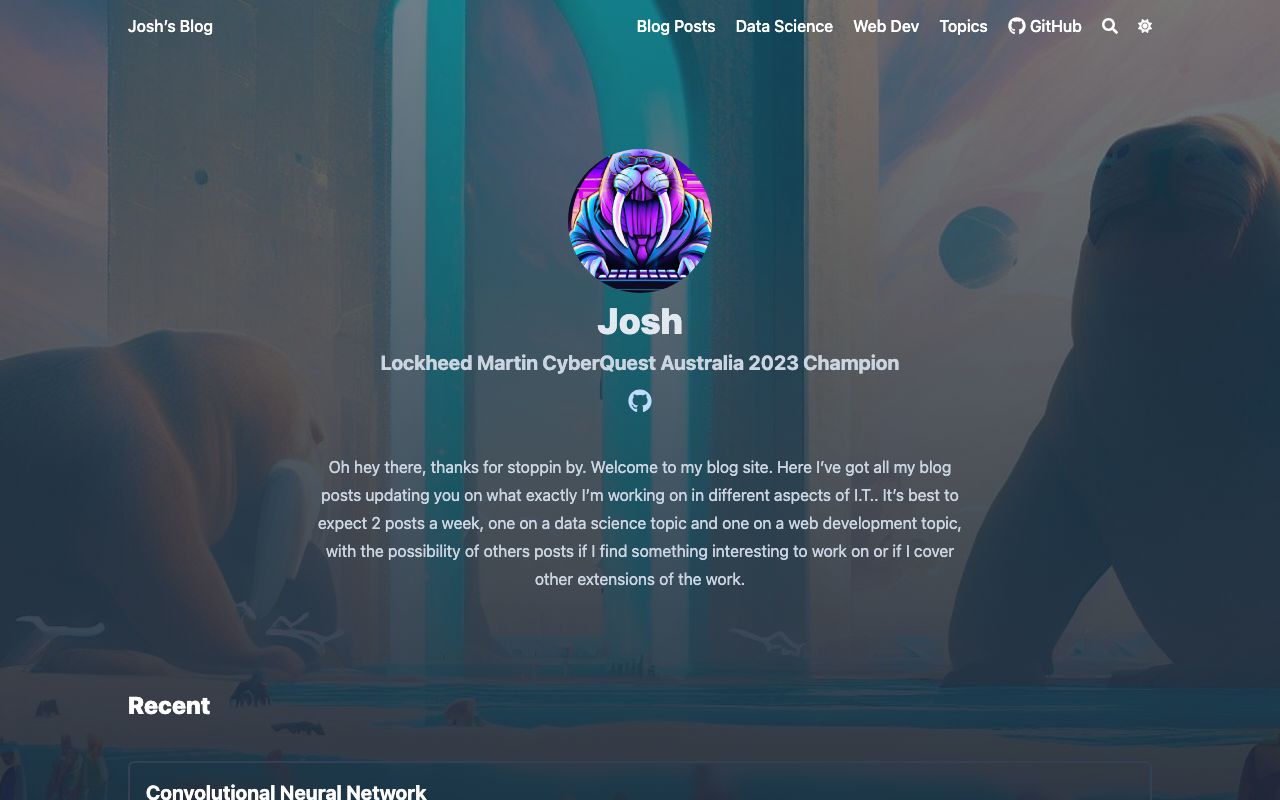 Josh's Blog
Blog Posts Data Science Web Dev Topics GitHub
Josh
Lockheed Martin CyberQuest Australia 2023 Champion
Oh hey there, thanks for stoppin by. Welcome to my blog site. Here I’ve got all my blog
posts updating you on what exactly I’m working on in different aspects of I.T.. It’s best to
expect 2 posts a week, one on a data science topic and one on a web development topic,
with the possibility of others posts if I find something interesting to work on or if I cover
other extensions of the work.
Recent
Convolutional Neural Network